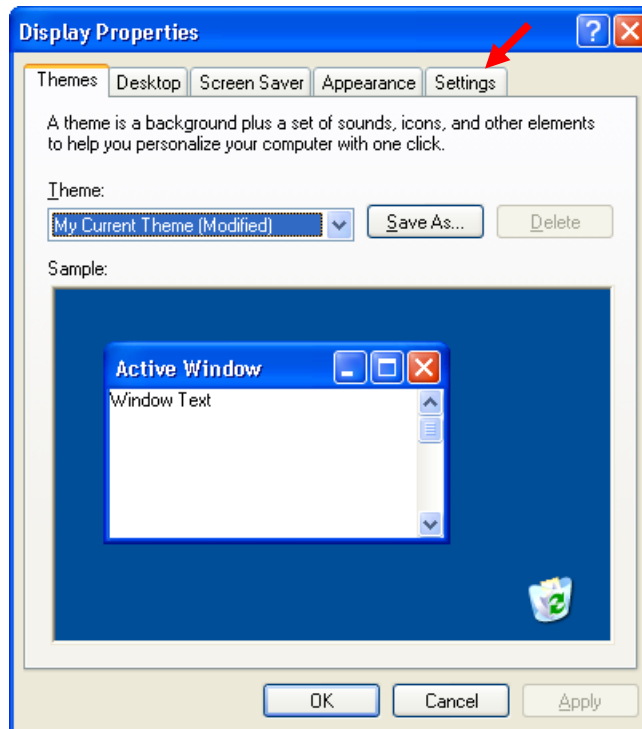 Display Properties
Themes Desktop Screen Saver Appearance Settings
A theme is a background plus a set of sounds, icons, and other elements
to help you personalize your computer with one click.
Theme:
My Current Theme (Modified) Save As... Delete
Sample:
Active Window
Window Text
OK Cancel Apply